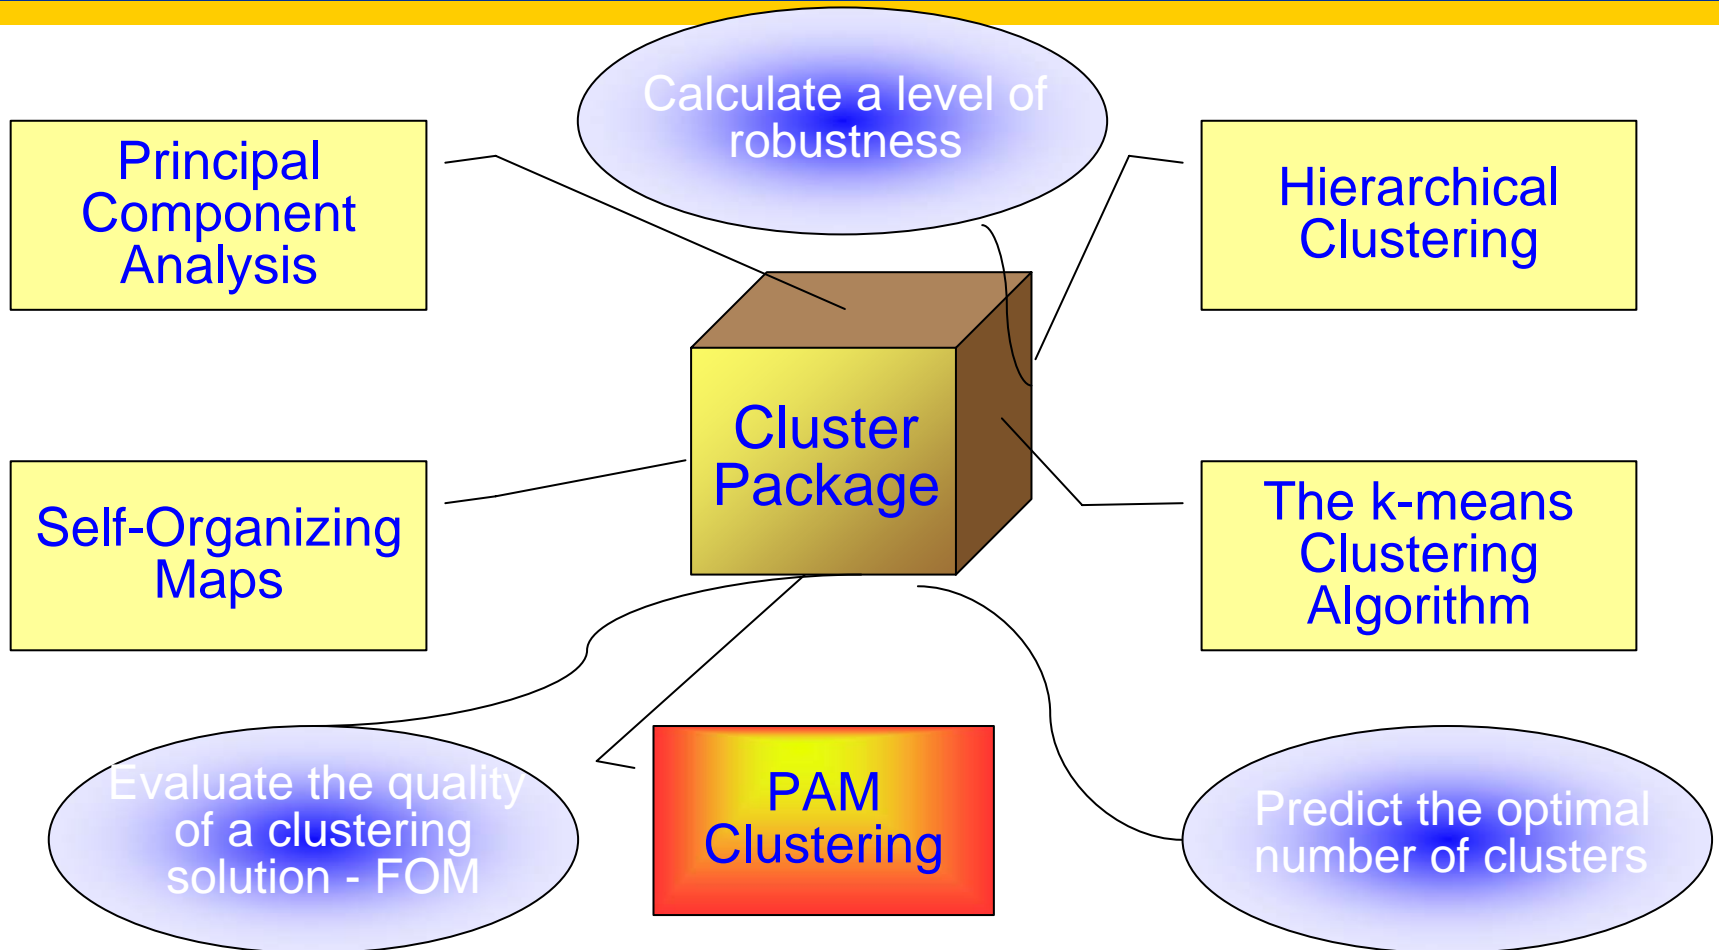 Calculate a level of
robustness
Principal
Component
Analysis
Hierarchical
Clustering
Cluster
Package
Self-Organizing
Maps
The k-means
Clustering
Algorithm
Evaluate the quality
of a clustering
solution - FOM
PAM
Clustering
Predict the optimal
number of clusters